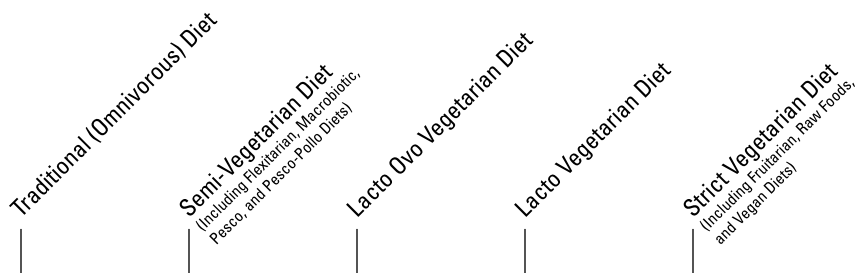 Traditional (Omnivorous) Diet
Semi-Vegetarian Diet
(Including Flexitarian, Macrobiotic,
Pesco, and Pesco-Pollo Diets)
Lacto Ovo Vegetarian Diet
Lacto Vegetarian Diet
Strict Vegetarian Diet
(Including Fruitarian, Raw Foods,
and Vegan Diets)